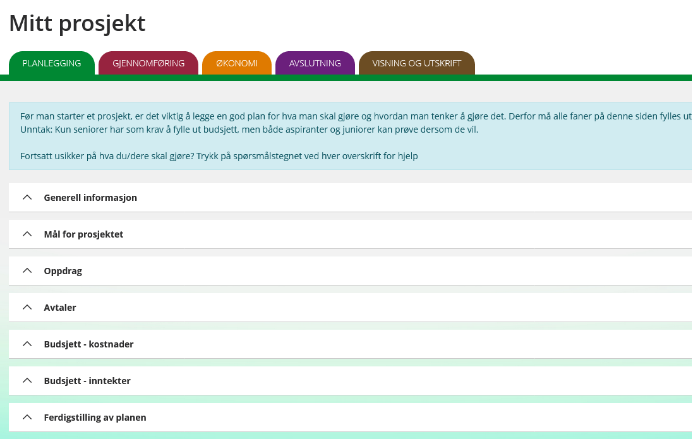 Mitt prosjekt
PLANLEGGING
GJENNOMFØRING
ØKONOMI
AVSLUTNING
VISNING OG UTSKRIFT
Før man starter et prosjekt, er det viktig å legge en god plan for hva man skal gjøre og hvordan man tenker å gjøre det. Derfor må alle faner på denne siden fylles ut
Unntak: Kun seniorer har som krav å fylle ut budsjett, men både aspiranter og juniorer kan prøve dersom de vil.
Fortsatt usikker på hva du/dere skal gjøre? Trykk på spørsmålstegnet ved hver overskrift for hjelp
Generell informasjon
Mål for prosjektet
Oppdrag
Avtaler
Budsjett - kostnader
Budsjett - inntekter
Ferdigstilling av planen